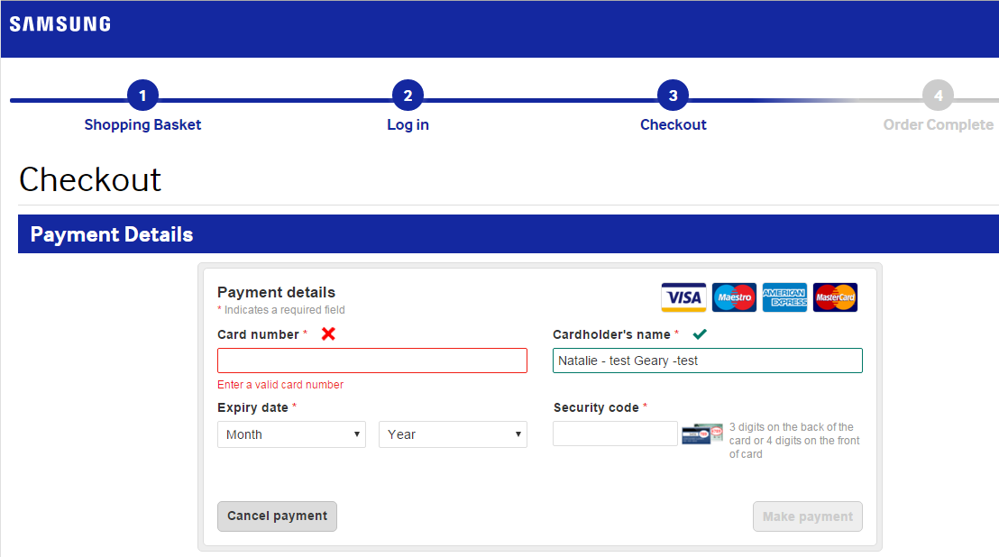 SAMSUNG
1 2 3 4
Shopping Basket Log in Checkout Order Complete
Checkout
Payment Details
Payment details
VISA Maestro AMERICAN EXPRESS MasterCard
* Indicates a required field
Card number * Cardholder's name *
Natalie - test Geary -test
Enter a valid card number
Expiry date * Security code *
Month Year
3 digits on the back of the
card or 4 digits on the front
of card
Cancel payment Make payment